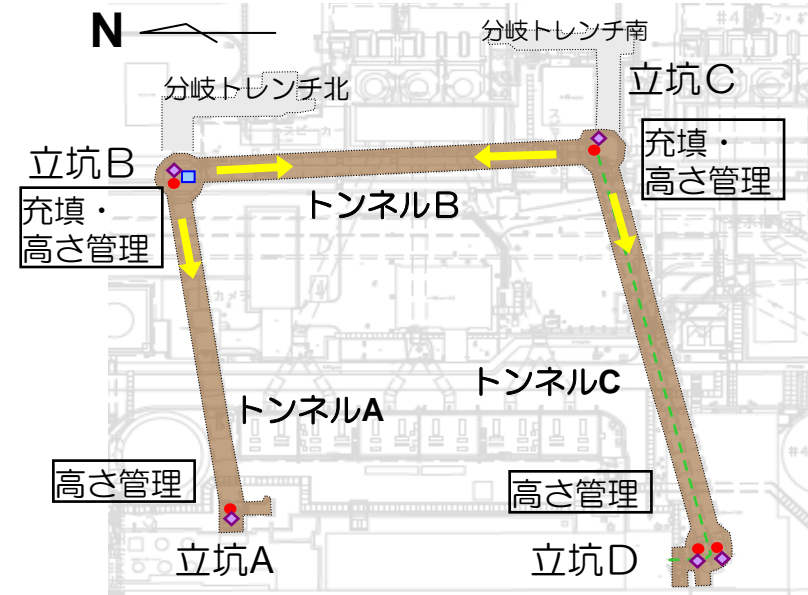 N
分岐トレンチ南
分岐トレンチ北
立坑C
充填・
高さ管理
立坑B
充填・
高さ管理
トンネルB
カメラ
トンネルC
トンネルA
高さ管理
高さ管理
立坑A
立坑D